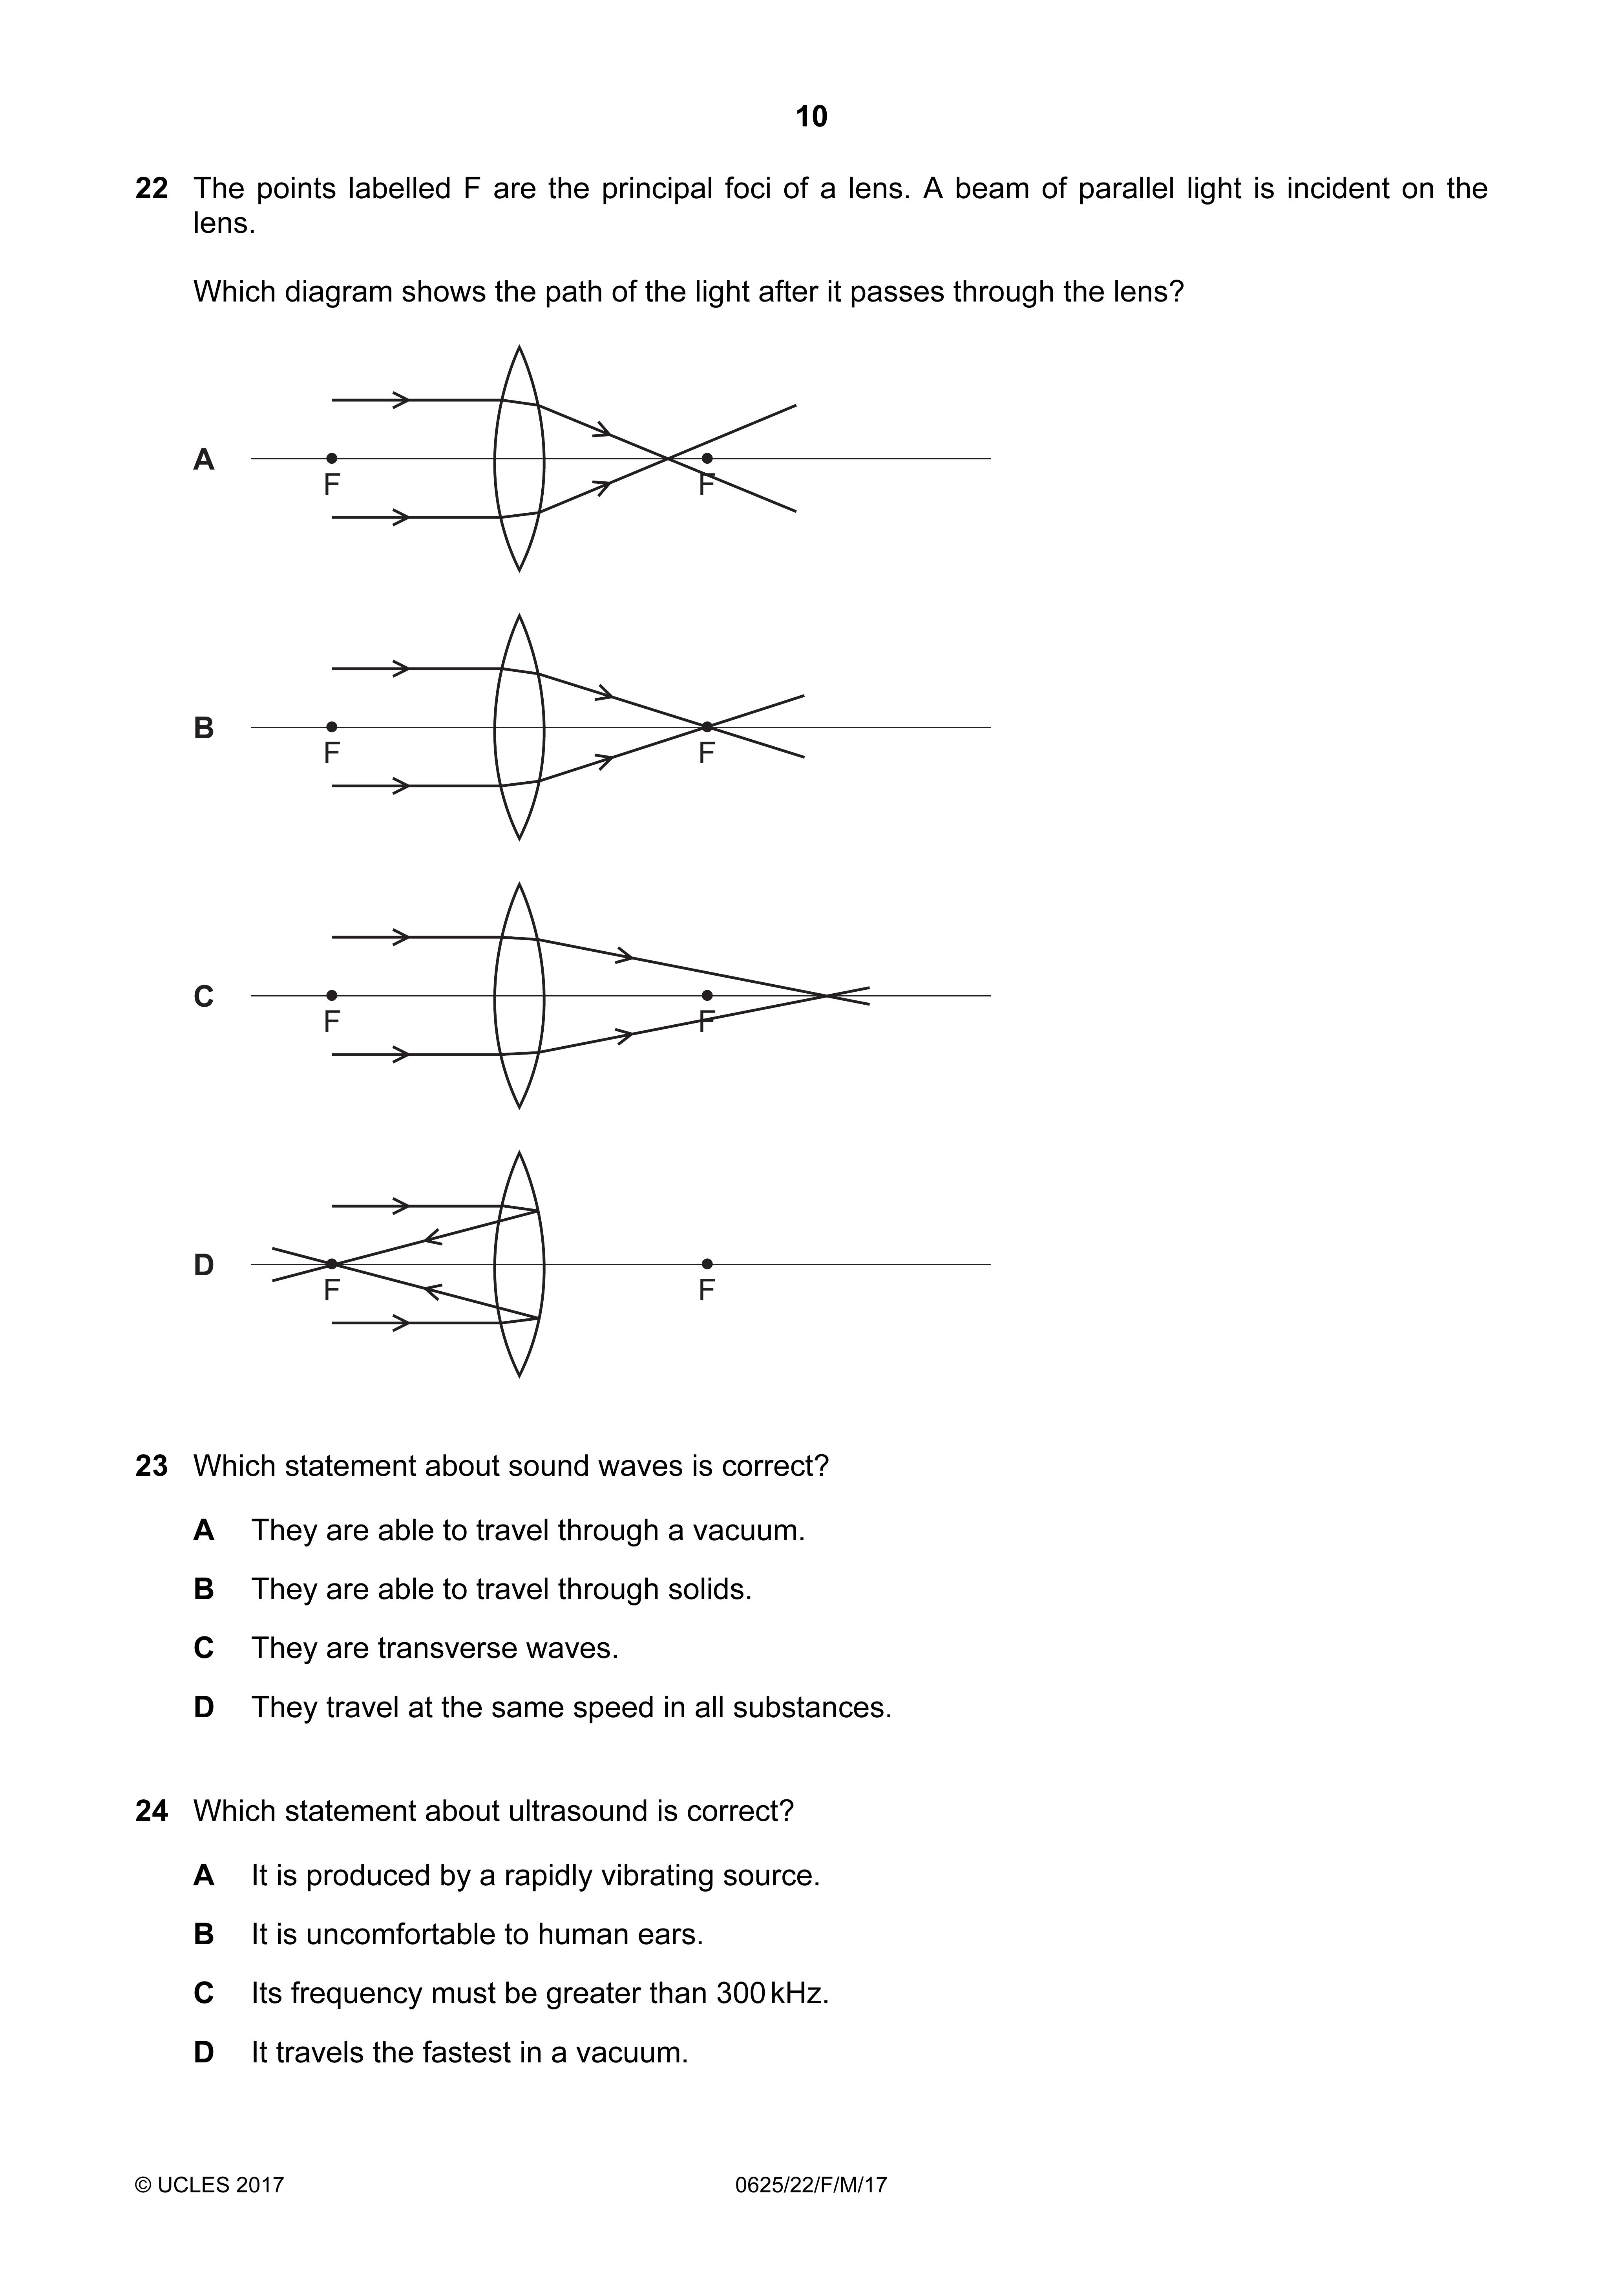 10
22 The points labelled F are the principal foci of a lens. A beam of parallel light is incident on the
lens.
Which diagram shows the path of the light after it passes through the lens?
A
F F
B
F F
C
F F
D
F F
23 Which statement about sound waves is correct?
A They are able to travel through a vacuum.
B They are able to travel through solids.
C They are transverse waves.
D They travel at the same speed in all substances.
24 Which statement about ultrasound is correct?
A It is produced by a rapidly vibrating source.
B It is uncomfortable to human ears.
C Its frequency must be greater than 300 kHz.
D It travels the fastest in a vacuum.
© UCLES 2017 0625/22/F/M/17